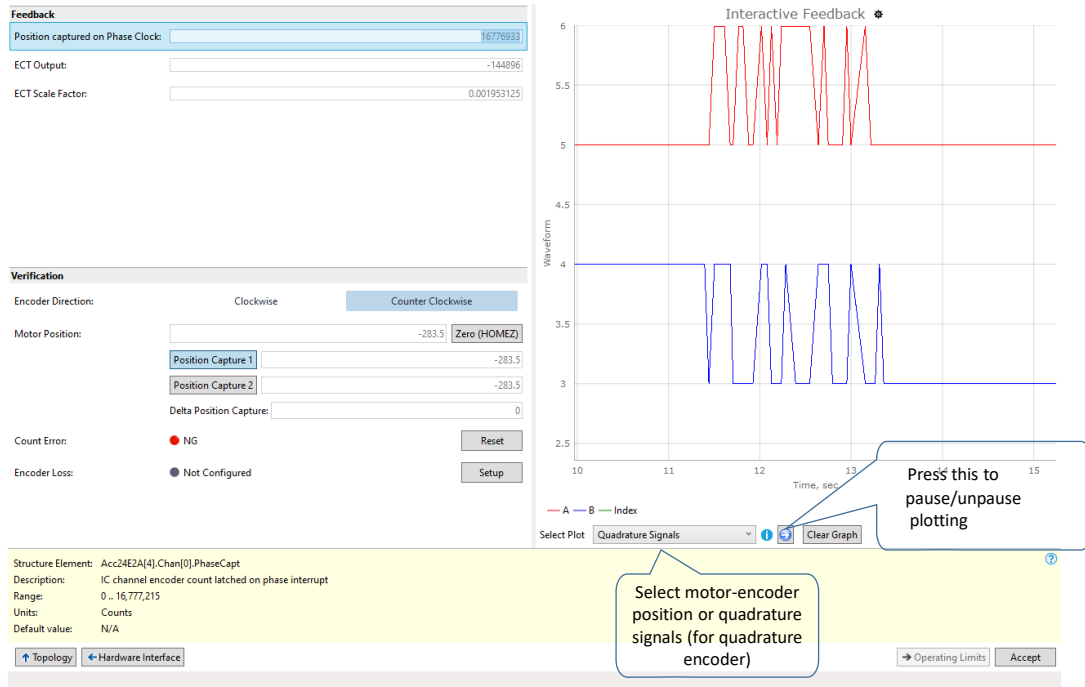 Feedback
Position captured on Phase Clock: 16776933
ECT Output: -144896
ECT Scale Factor: 0.001953125
Verification
Encoder Direction: Clockwise Counter Clockwise
Motor Position: -283.5 Zero (HOMEZ)
Position Capture 1 -283.5
Position Capture 2 -283.5
Delta Position Capture: 0
Count Error: NG Reset
Encoder Loss: Not Configured Setup
Interactive Feedback
6
5.5
5
4.5
4
3.5
3
2.5
Waveform
10 11 12 13 14 15
Time, sec
A B Index
Select Plot Quadrature Signals Clear Graph
Press this to
pause/unpause
plotting
Select motor-encoder
position or quadrature
signals (for quadrature
encoder)
Structure Element: Acc24E2A[4].Chan[0].PhaseCapt
Description: IC channel encoder count latched on phase interrupt
Range: 0 .. 16,777,215
Units: Counts
Default value: N/A
Topology Hardware Interface Operating Limits Accept